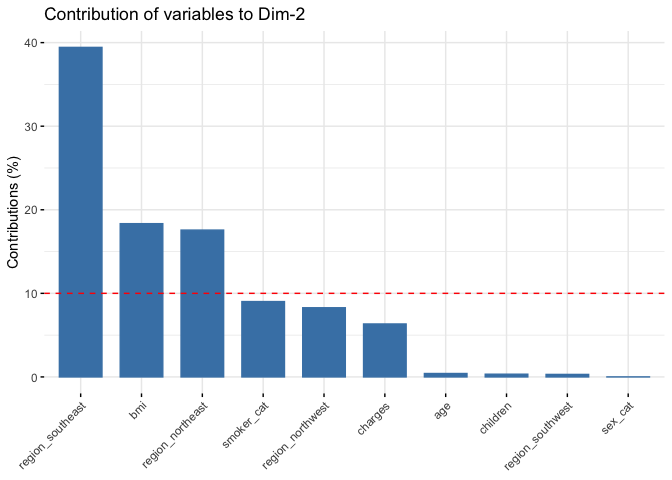 Contribution of variables to Dim-2
Contributions (%)
40
30
20
10
0
region_southeast
bmi
region_northeast
smoker_cat
region_northwest
charges
age
children
region_southwest
sex_cat